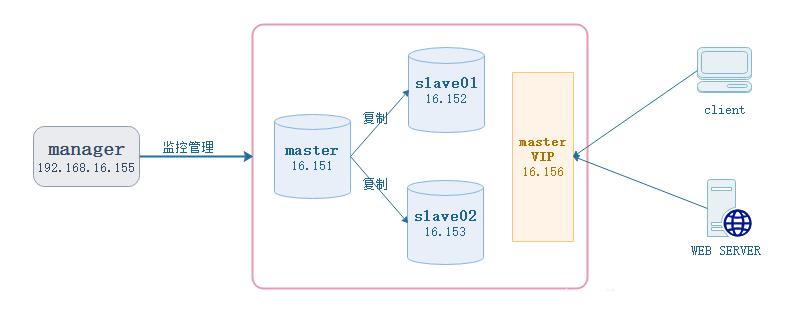 manager
192.168.16.155
监控管理
master
16.151
复制
复制
slave01
16.152
slave02
16.153
master
VIP
16.156
client
WEB SERVER